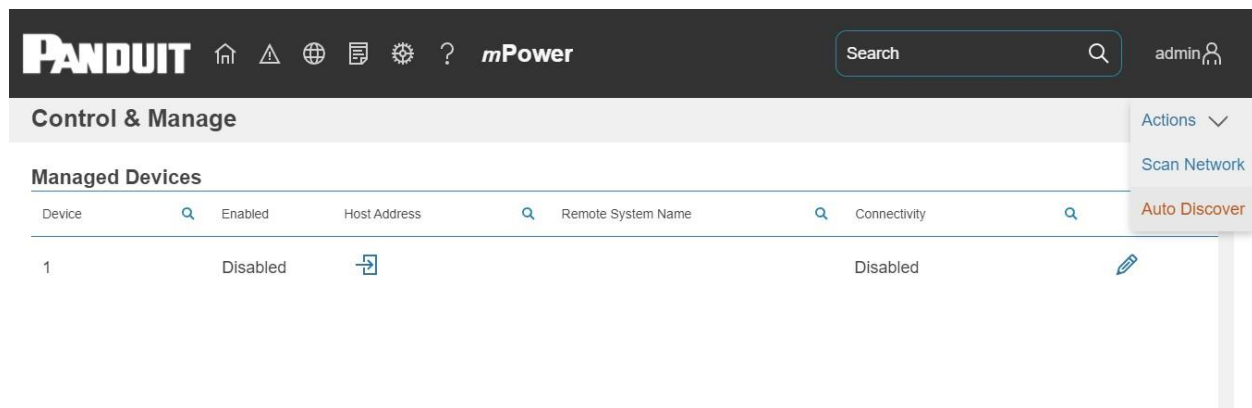 PANDUIT ? mPower Search admin
Control & Manage Actions
Managed Devices Scan Network
Device Enabled Host Address Remote System Name Connectivity Auto Discover
1 Disabled Disabled